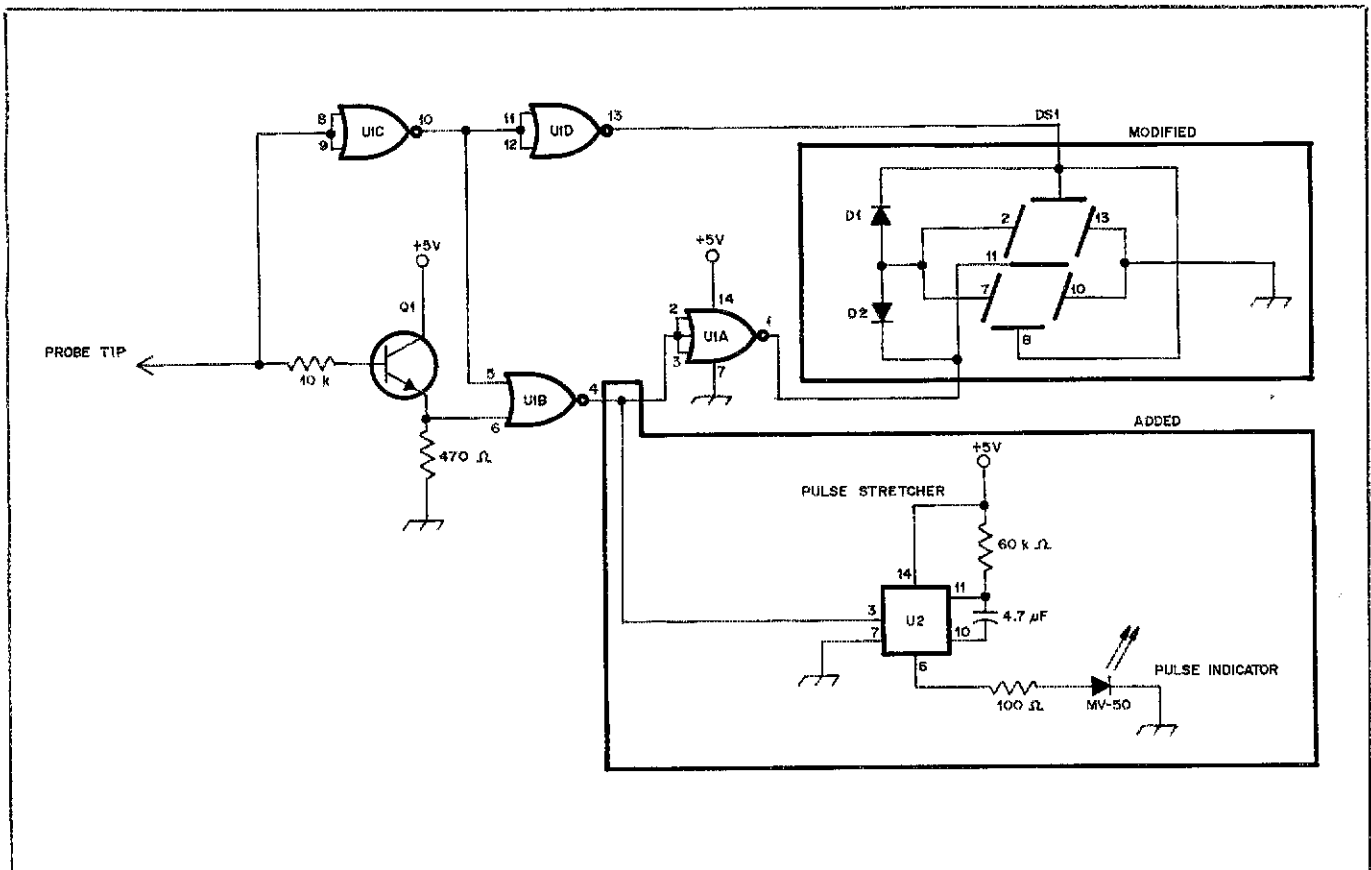 8
9
U1C
10
11
12
U1D
13
DS1
MODIFIED
D1
2
13
11
7
10
D2
8
+5V
Q1
PROBE TIP
10 k
470 Ω
5
6
U1B
4
+5V
14
2
3
U1A
1
7
ADDED
+5V
PULSE STRETCHER
60 k Ω
14
11
3
U2
4.7 µF
7
10
6
100 Ω
MV-50
PULSE INDICATOR